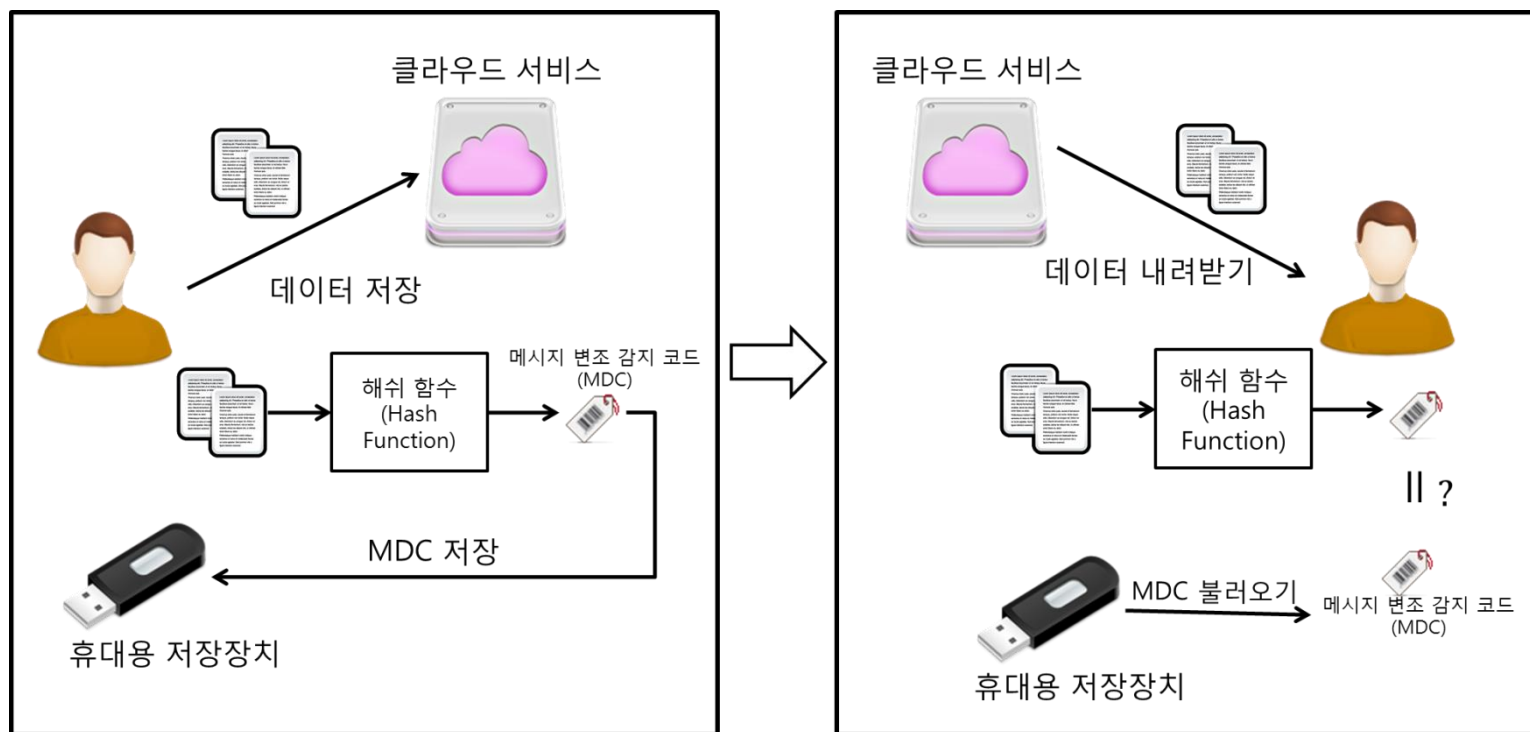 클라우드 서비스
데이터 저장
메시지 변조 감지 코드
(MDC)
해쉬 함수
(Hash
Function)
MDC 저장
휴대용 저장장치
클라우드 서비스
데이터 내려받기
해쉬 함수
(Hash
Function)
|| ?
MDC 불러오기
메시지 변조 감지 코드
(MDC)
휴대용 저장장치